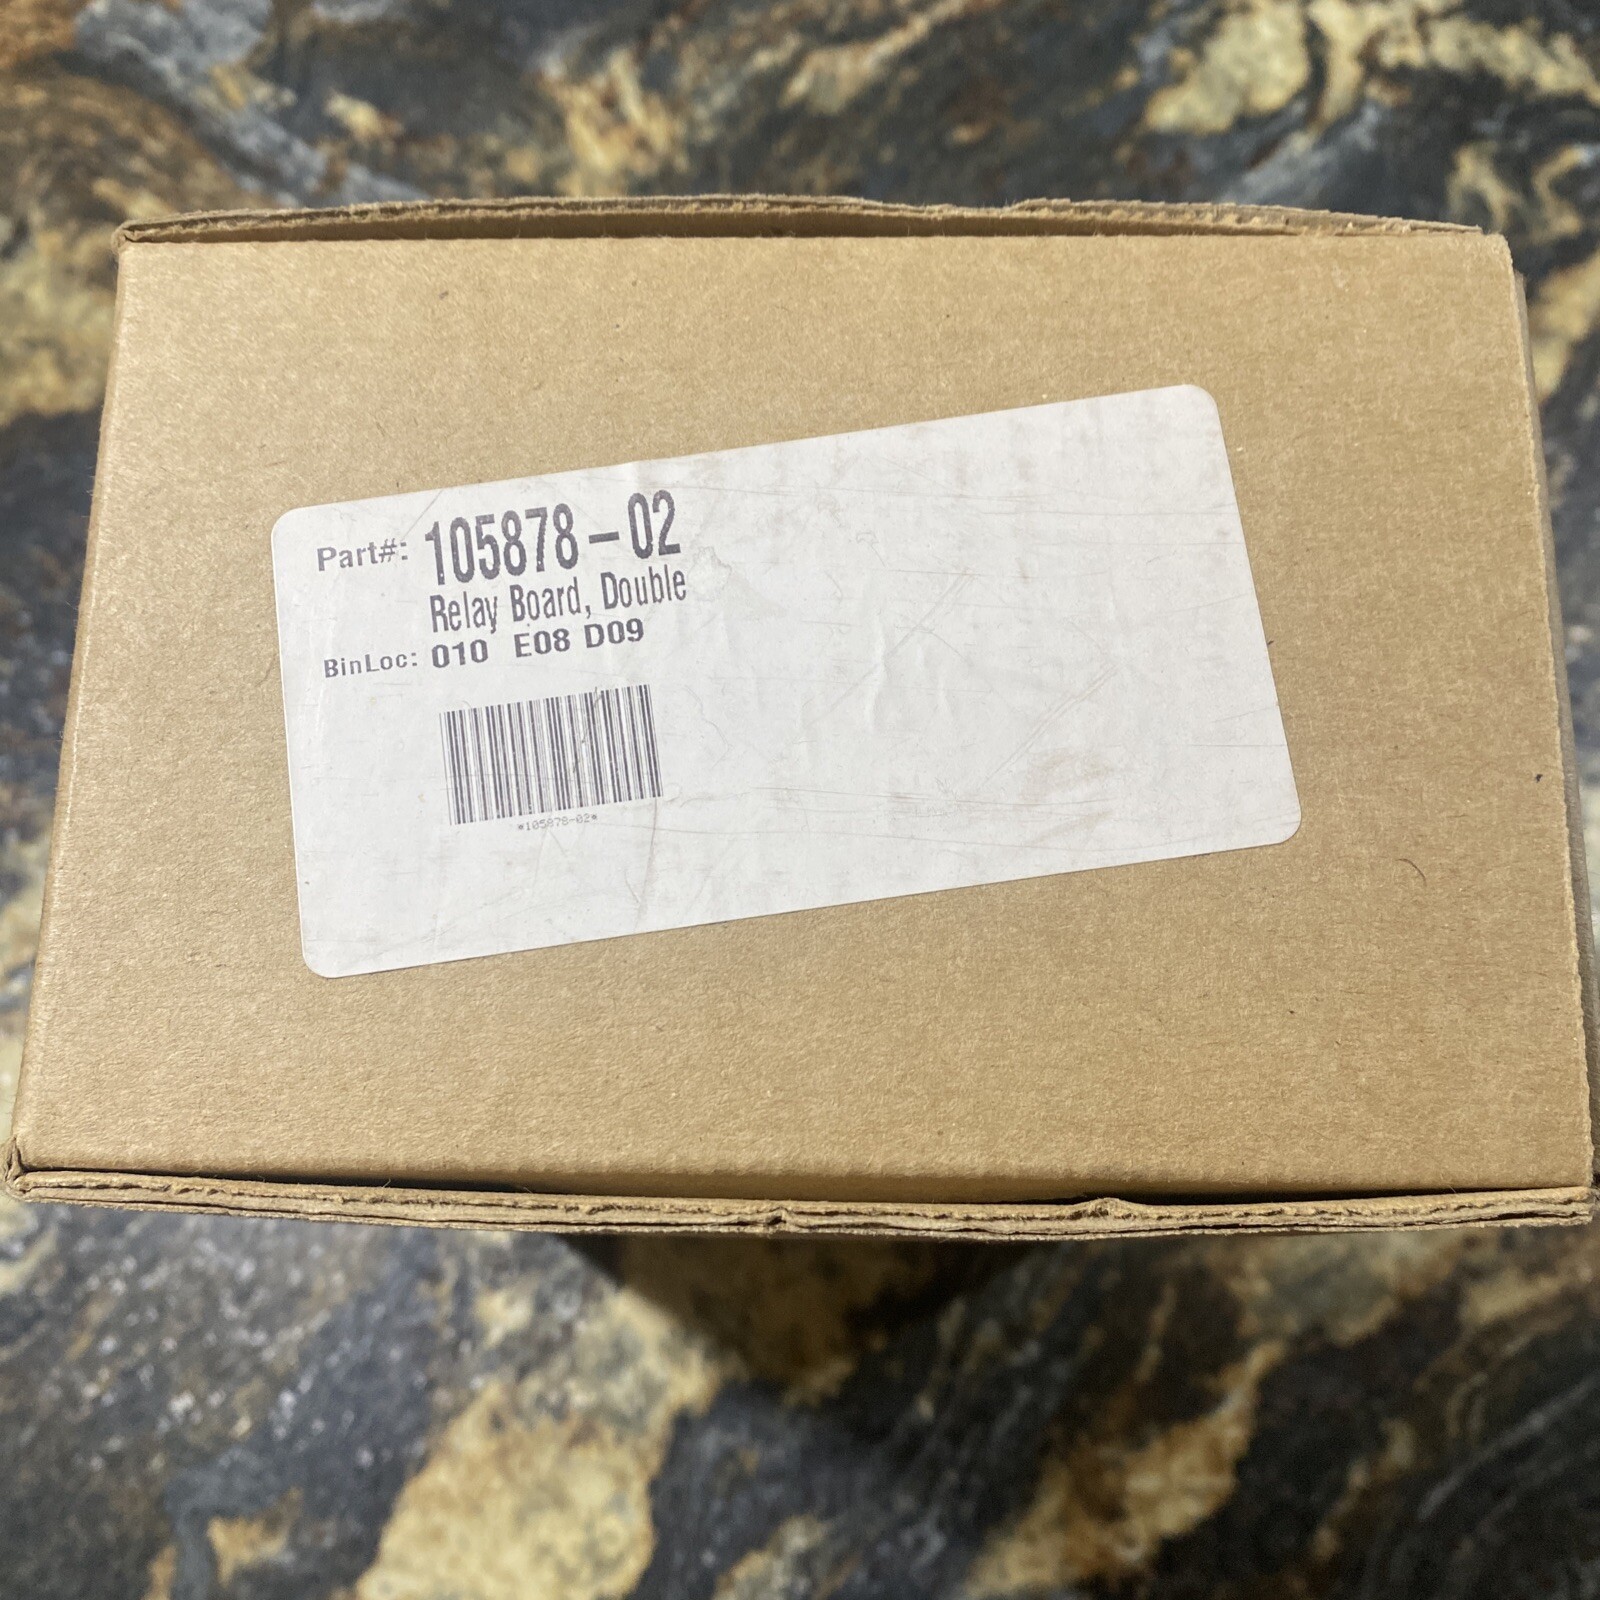 Part#: 105878-02
Relay Board, Double
BinLoc: 010 E08 D09
*105878-02*